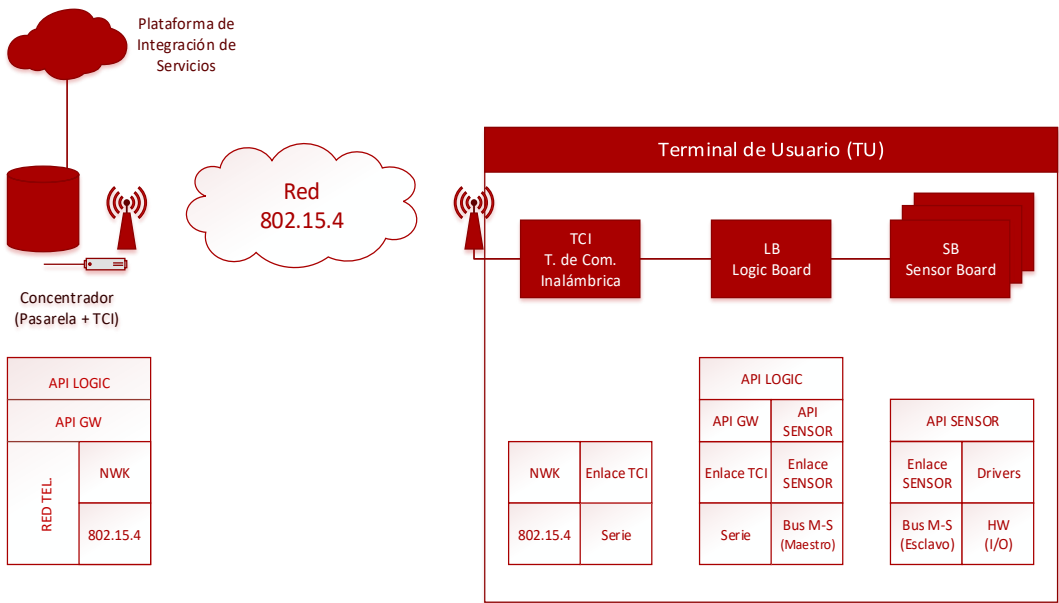 Plataforma de
Integración de
Servicios
Terminal de Usuario (TU)
Red
802.15.4
TCI
T. de Com.
Inalámbrica
LB
Logic Board
SB
Sensor Board
Concentrador
(Pasarela + TCI)
API LOGIC
API GW
RED TEL.
NWK
802.15.4
NWK
Enlace TCI
802.15.4
Serie
API LOGIC
API GW
API
SENSOR
Enlace TCI
Enlace
SENSOR
Serie
Bus M-S
(Maestro)
API SENSOR
Enlace
SENSOR
Drivers
Bus M-S
(Esclavo)
HW
(I/O)